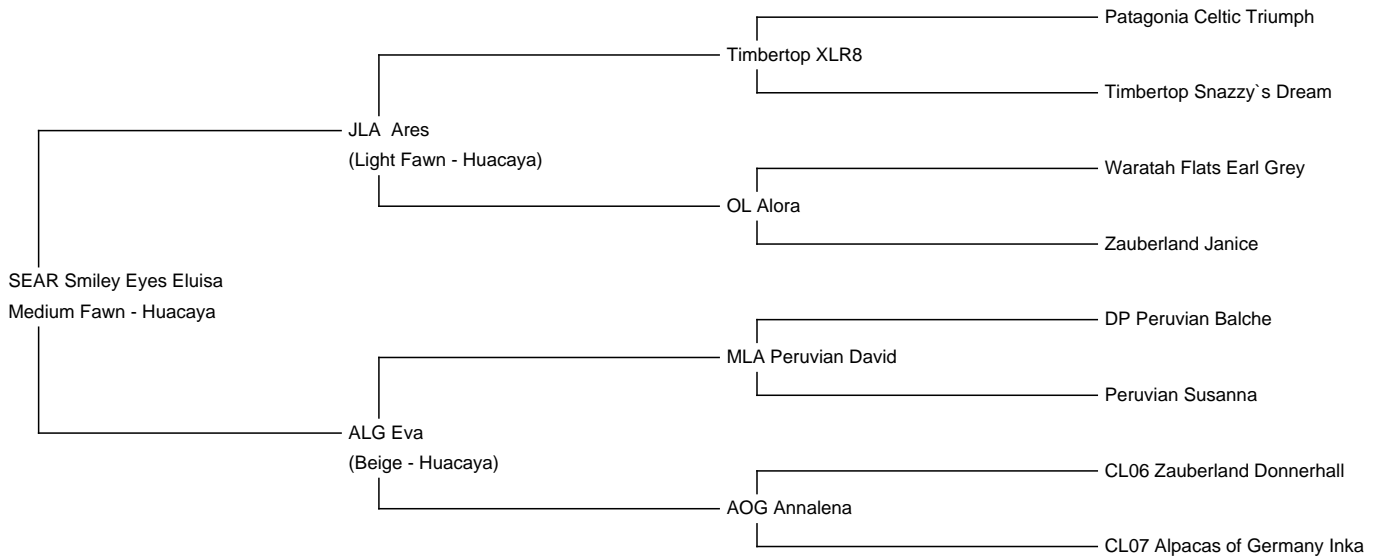 Patagonia Celtic Triumph
Timbertop XLR8
Timbertop Snazzy`s Dream
JLA  Ares
(Light Fawn - Huacaya)
Waratah Flats Earl Grey
OL Alora
Zauberland Janice
SEAR Smiley Eyes Eluisa
Medium Fawn - Huacaya
DP Peruvian Balche
MLA Peruvian David
Peruvian Susanna
ALG Eva
(Beige - Huacaya)
CL06 Zauberland Donnerhall
AOG Annalena
CL07 Alpacas of Germany Inka